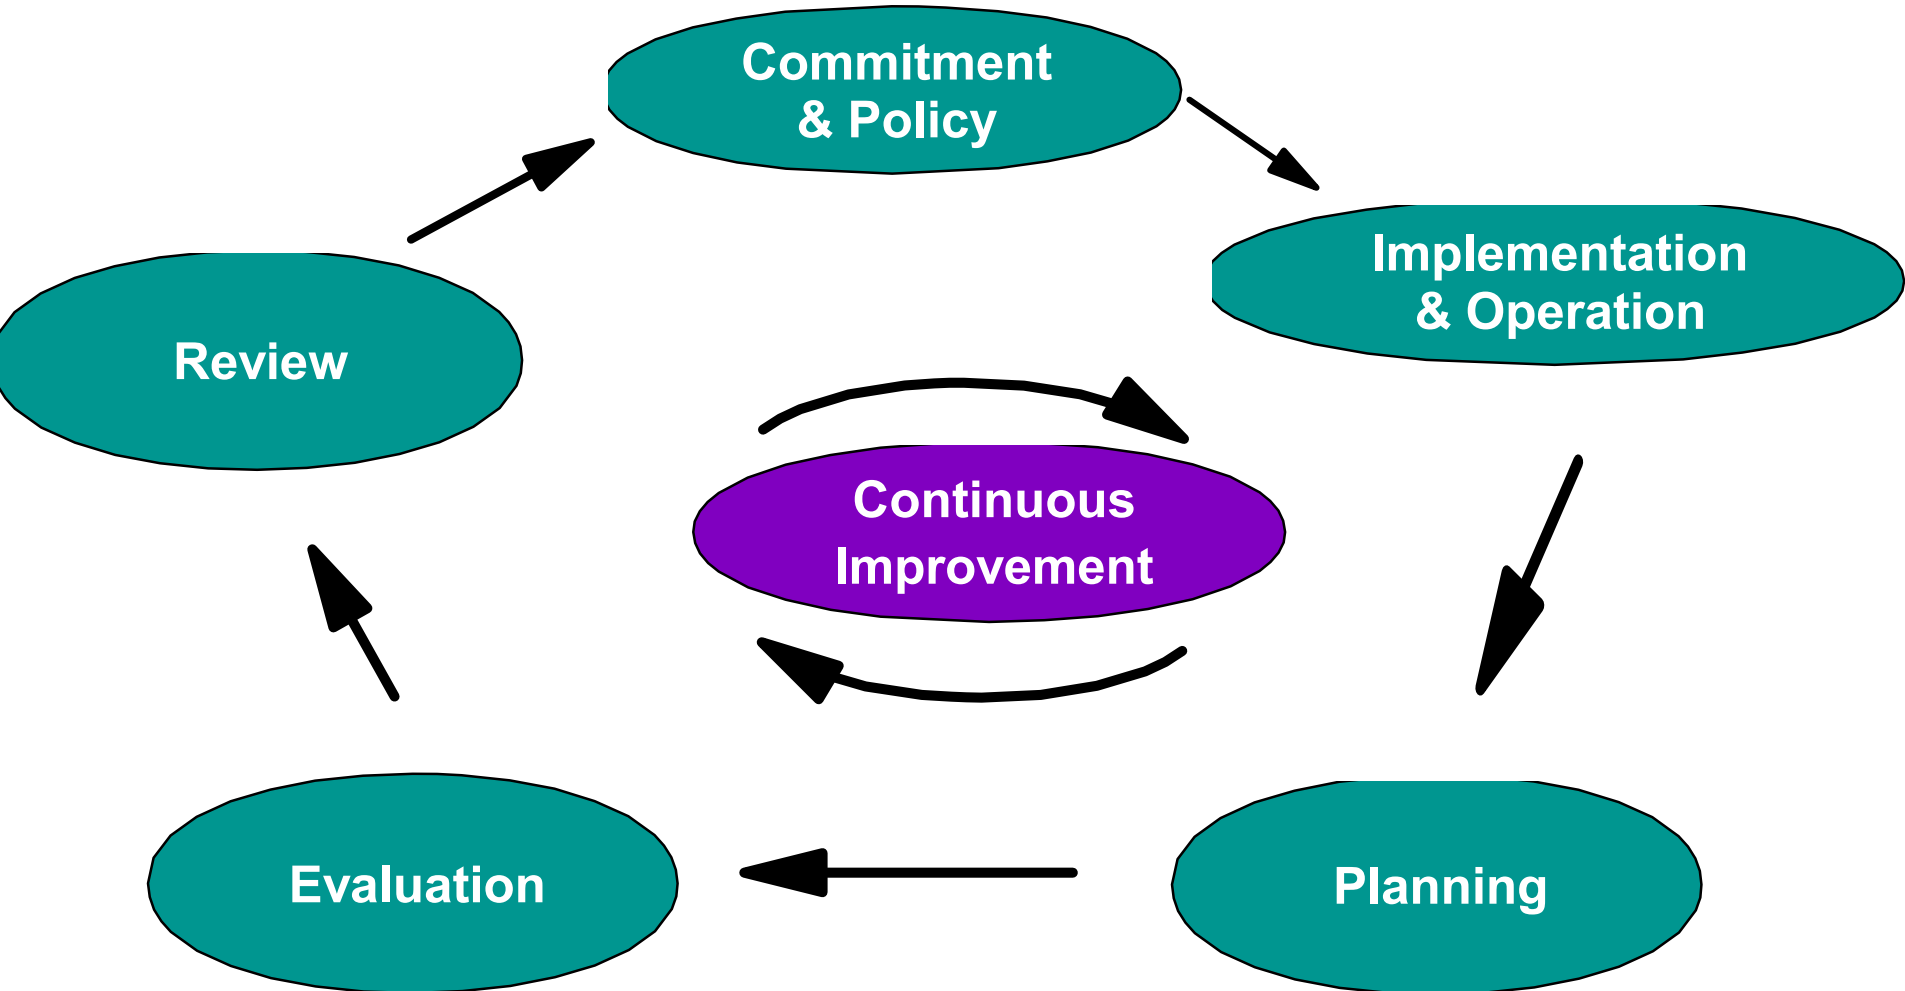 Commitment
& Policy
Implementation
& Operation
Review
Continuous
Improvement
Evaluation
Planning